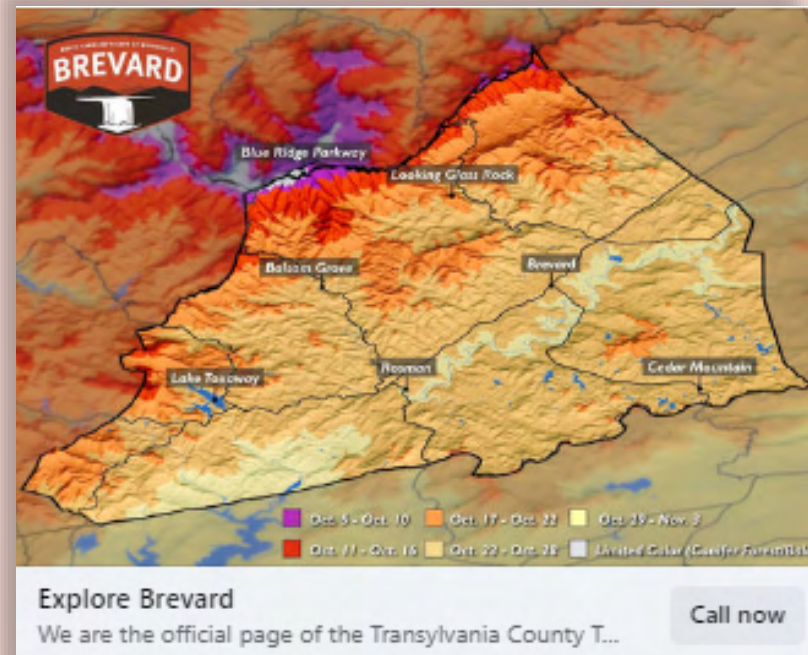 BREVARD
Blue Ridge Parkway
Looking Glass Rock
Balsam Grove
Brevard
Lake Toxaway
Rosman
Cedar Mountain
Oct. 5 - Oct. 10
Oct. 17 - Oct. 22
Oct. 29 - Nov. 3
Oct. 11 - Oct. 16
Oct. 22 - Oct. 28
Limited Color (Conifer Forest/
Explore Brevard
Call now
We are the official page of the Transylvania County T...